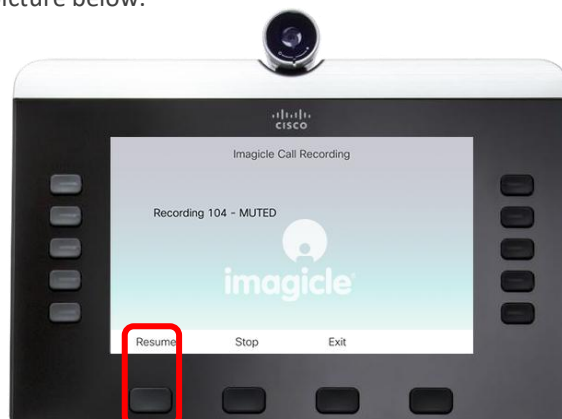 picture below:
CISCO
Imagicle Call Recording
Recording 104 - MUTED
imagicle
Resume Stop Exit